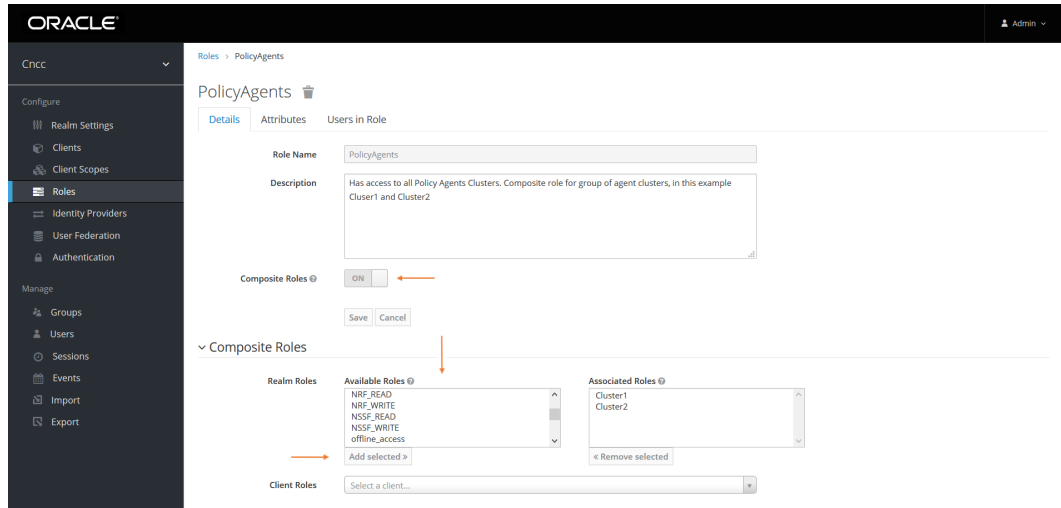 ORACLE®
Admin
Cncc
Configure
Realm Settings
Clients
Client Scopes
Roles
Identity Providers
User Federation
Authentication
Manage
Groups
Users
Sessions
Events
Import
Export
Roles > PolicyAgents
PolicyAgents
Details Attributes Users in Role
Role Name PolicyAgents
Description Has access to all Policy Agents Clusters. Composite role for group of agent clusters, in this example
Cluser1 and Cluster2
Composite Roles ON
Save Cancel
Composite Roles
Realm Roles Available Roles Associated Roles
NRF_READ Cluster1
NRF_WRITE Cluster2
NSSF_READ
NSSF_WRITE
offline_access
Add selected » « Remove selected
Client Roles Select a client...